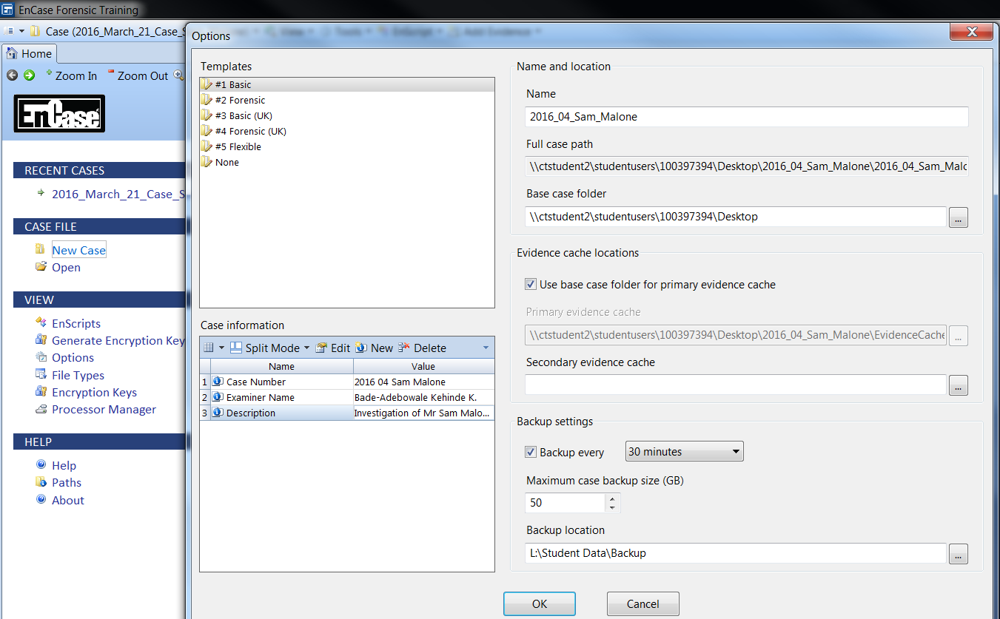 EnCase Forensic Training
Case (2016_March_21_Case_S
Home
Zoom In Zoom Out
EnCase
RECENT CASES
2016_March_21_Case_S
CASE FILE
New Case
Open
VIEW
EnScripts
Generate Encryption Key
Options
File Types
Encryption Keys
Processor Manager
HELP
Help
Paths
About
Options
Templates
#1 Basic
#2 Forensic
#3 Basic (UK)
#4 Forensic (UK)
#5 Flexible
None
Case information
Split Mode Edit New Delete
Name Value
1 Case Number 2016 04 Sam Malone
2 Examiner Name Bade-Adebowale Kehinde K.
3 Description Investigation of Mr Sam Malo...
Name and location
Name
2016_04_Sam_Malone
Full case path
\\ctstudent2\studentusers\100397394\Desktop\2016_04_Sam_Malone\2016_04_Sam_Malc
Base case folder
\\ctstudent2\studentusers\100397394\Desktop
...
Evidence cache locations
Use base case folder for primary evidence cache
Primary evidence cache
\\ctstudent2\studentusers\100397394\Desktop\2016_04_Sam_Malone\EvidenceCache
...
Secondary evidence cache
...
Backup settings
Backup every 30 minutes
Maximum case backup size (GB)
50
Backup location
L:\Student Data\Backup
...
OK Cancel